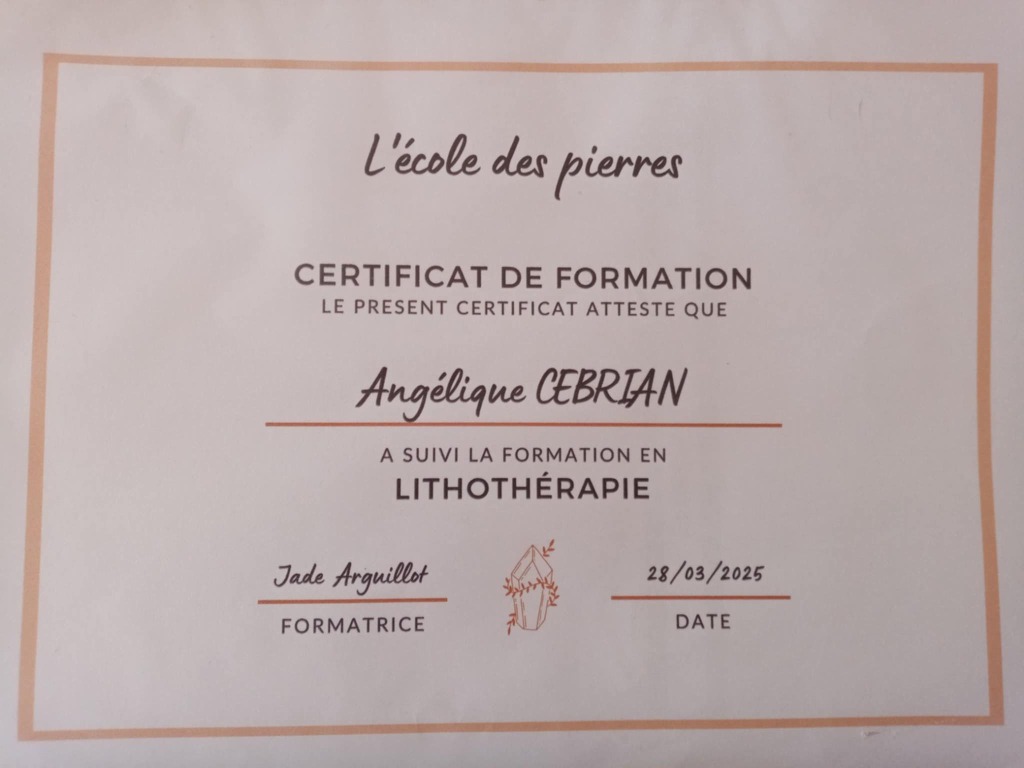 L'école des pierres
CERTIFICAT DE FORMATION
LE PRESENT CERTIFICAT ATTESTE QUE
Angélique CEBRIAN
A SUIVI LA FORMATION EN
LITHOTHÉRAPIE
Jade Arguillot
28/03/2025
FORMATRICE
DATE